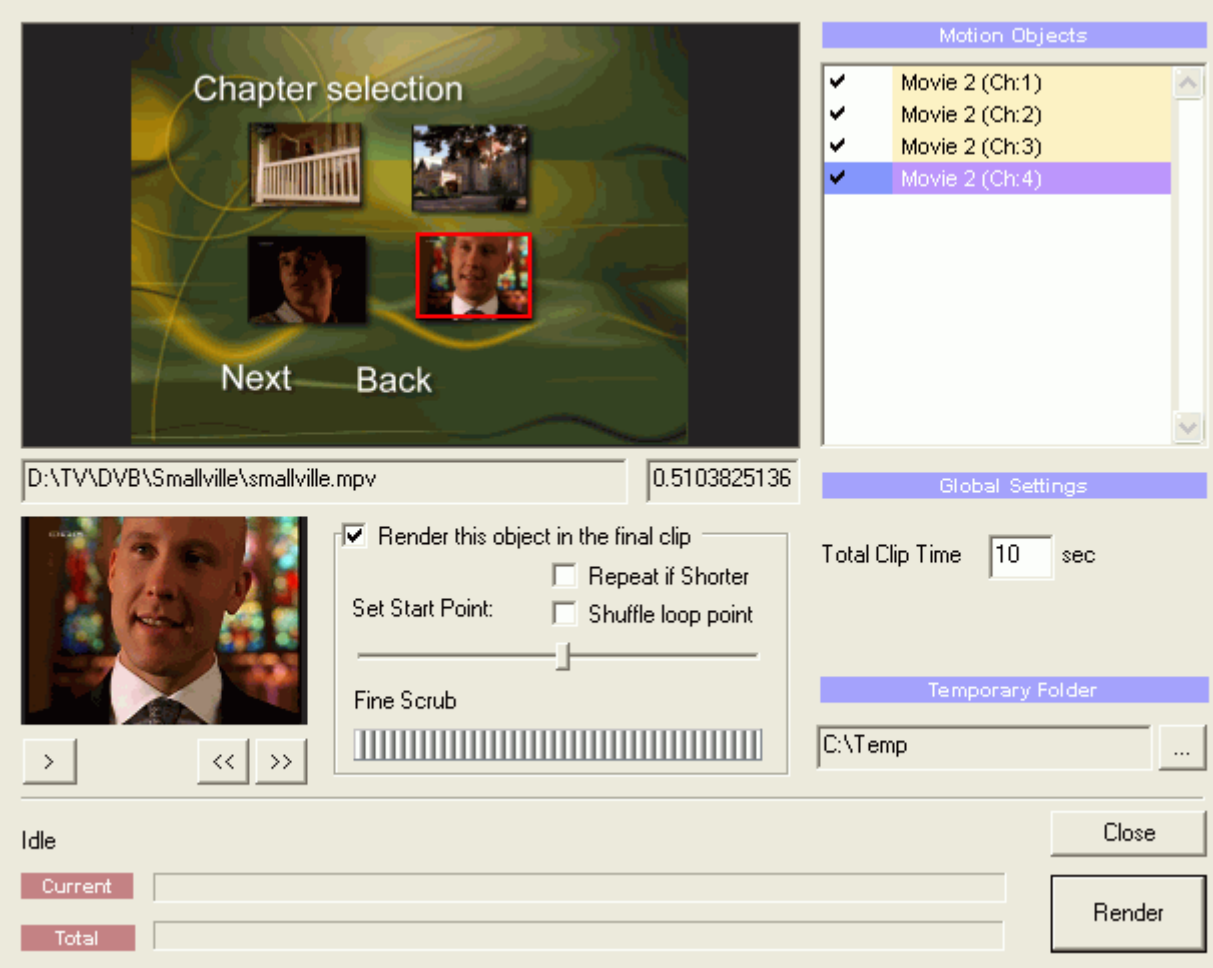 Chapter selection
Next Back
Motion Objects
Movie 2 (Ch:1)
Movie 2 (Ch:2)
Movie 2 (Ch:3)
Movie 2 (Ch:4)
D:\TV\DVB\Smallville\smallville.mpv
0.5103825136
Global Settings
Total Clip Time 10 sec
Render this object in the final clip
Repeat if Shorter
Set Start Point:
Shuffle loop point
Fine Scrub
> << >>
Temporary Folder
C:\Temp ...
Idle
Close
Current
Render
Total